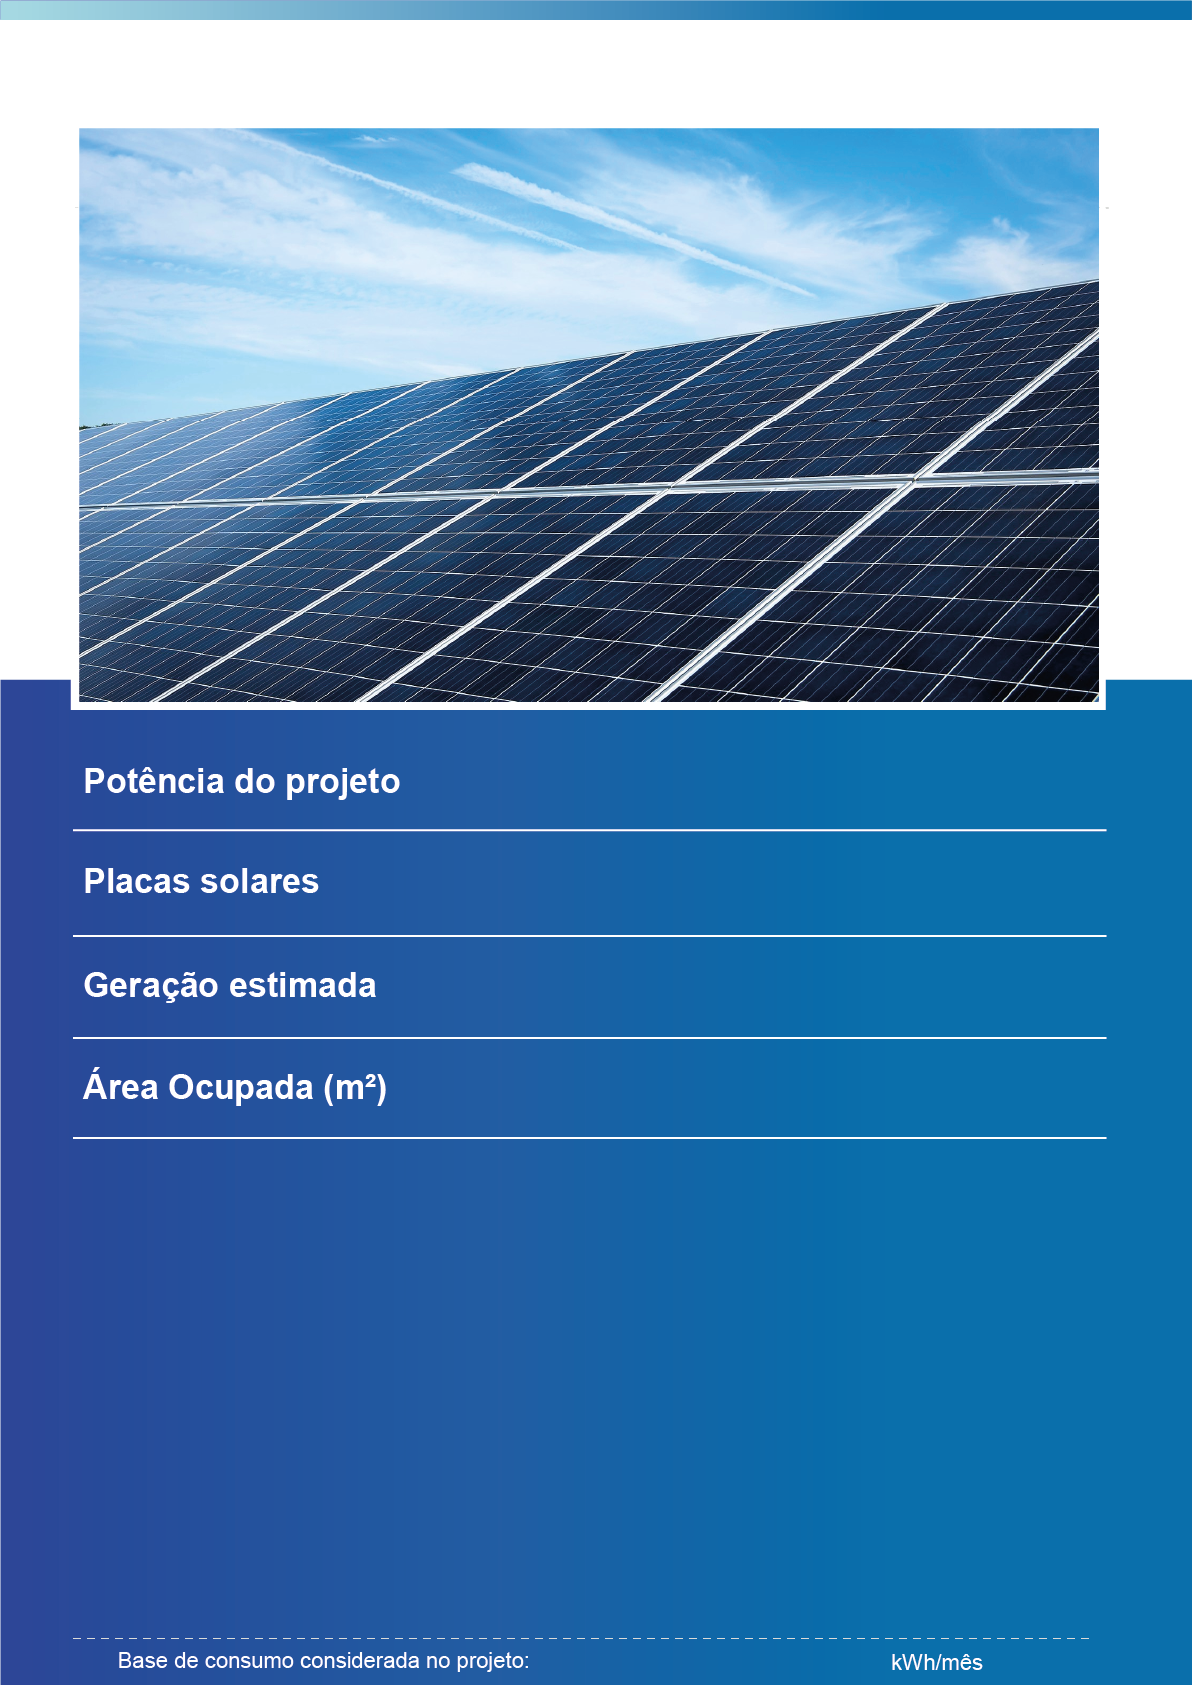 Potência do projeto
Placas solares
Geração estimada
Área Ocupada (m²)
Base de consumo considerada no projeto: kWh/mês